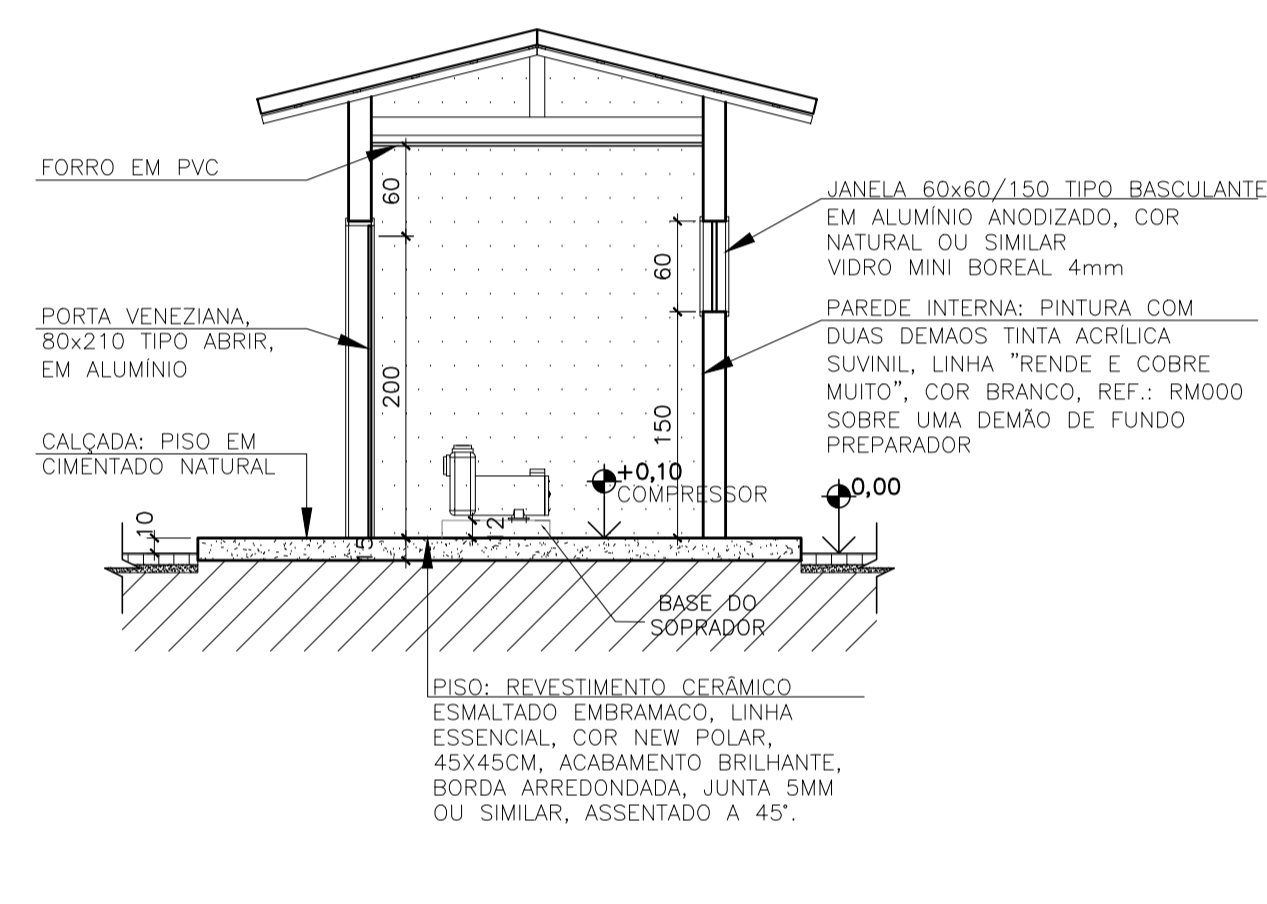 FORRO EM PVC
60
JANELA 60x60/150 TIPO BASCULANTE
EM ALUMÍNIO ANODIZADO, COR
NATURAL OU SIMILAR
VIDRO MINI BOREAL 4mm
60
PORTA VENEZIANA,
80x210 TIPO ABRIR,
EM ALUMÍNIO
PAREDE INTERNA: PINTURA COM
DUAS DEMAOS TINTA ACRÍLICA
SUVINIL, LINHA "RENDE E COBRE
MUITO", COR BRANCO, REF.: RM000
SOBRE UMA DEMÃO DE FUNDO
PREPARADOR
200
150
CALÇADA: PISO EM
CIMENTADO NATURAL
+0,10
COMPRESSOR
0,00
10
12
15
BASE DO
SOPRADOR
PISO: REVESTIMENTO CERÂMICO
ESMALTADO EMBRAMACO, LINHA
ESSENCIAL, COR NEW POLAR,
45X45CM, ACABAMENTO BRILHANTE,
BORDA ARREDONDADA, JUNTA 5MM
OU SIMILAR, ASSENTADO A 45°.